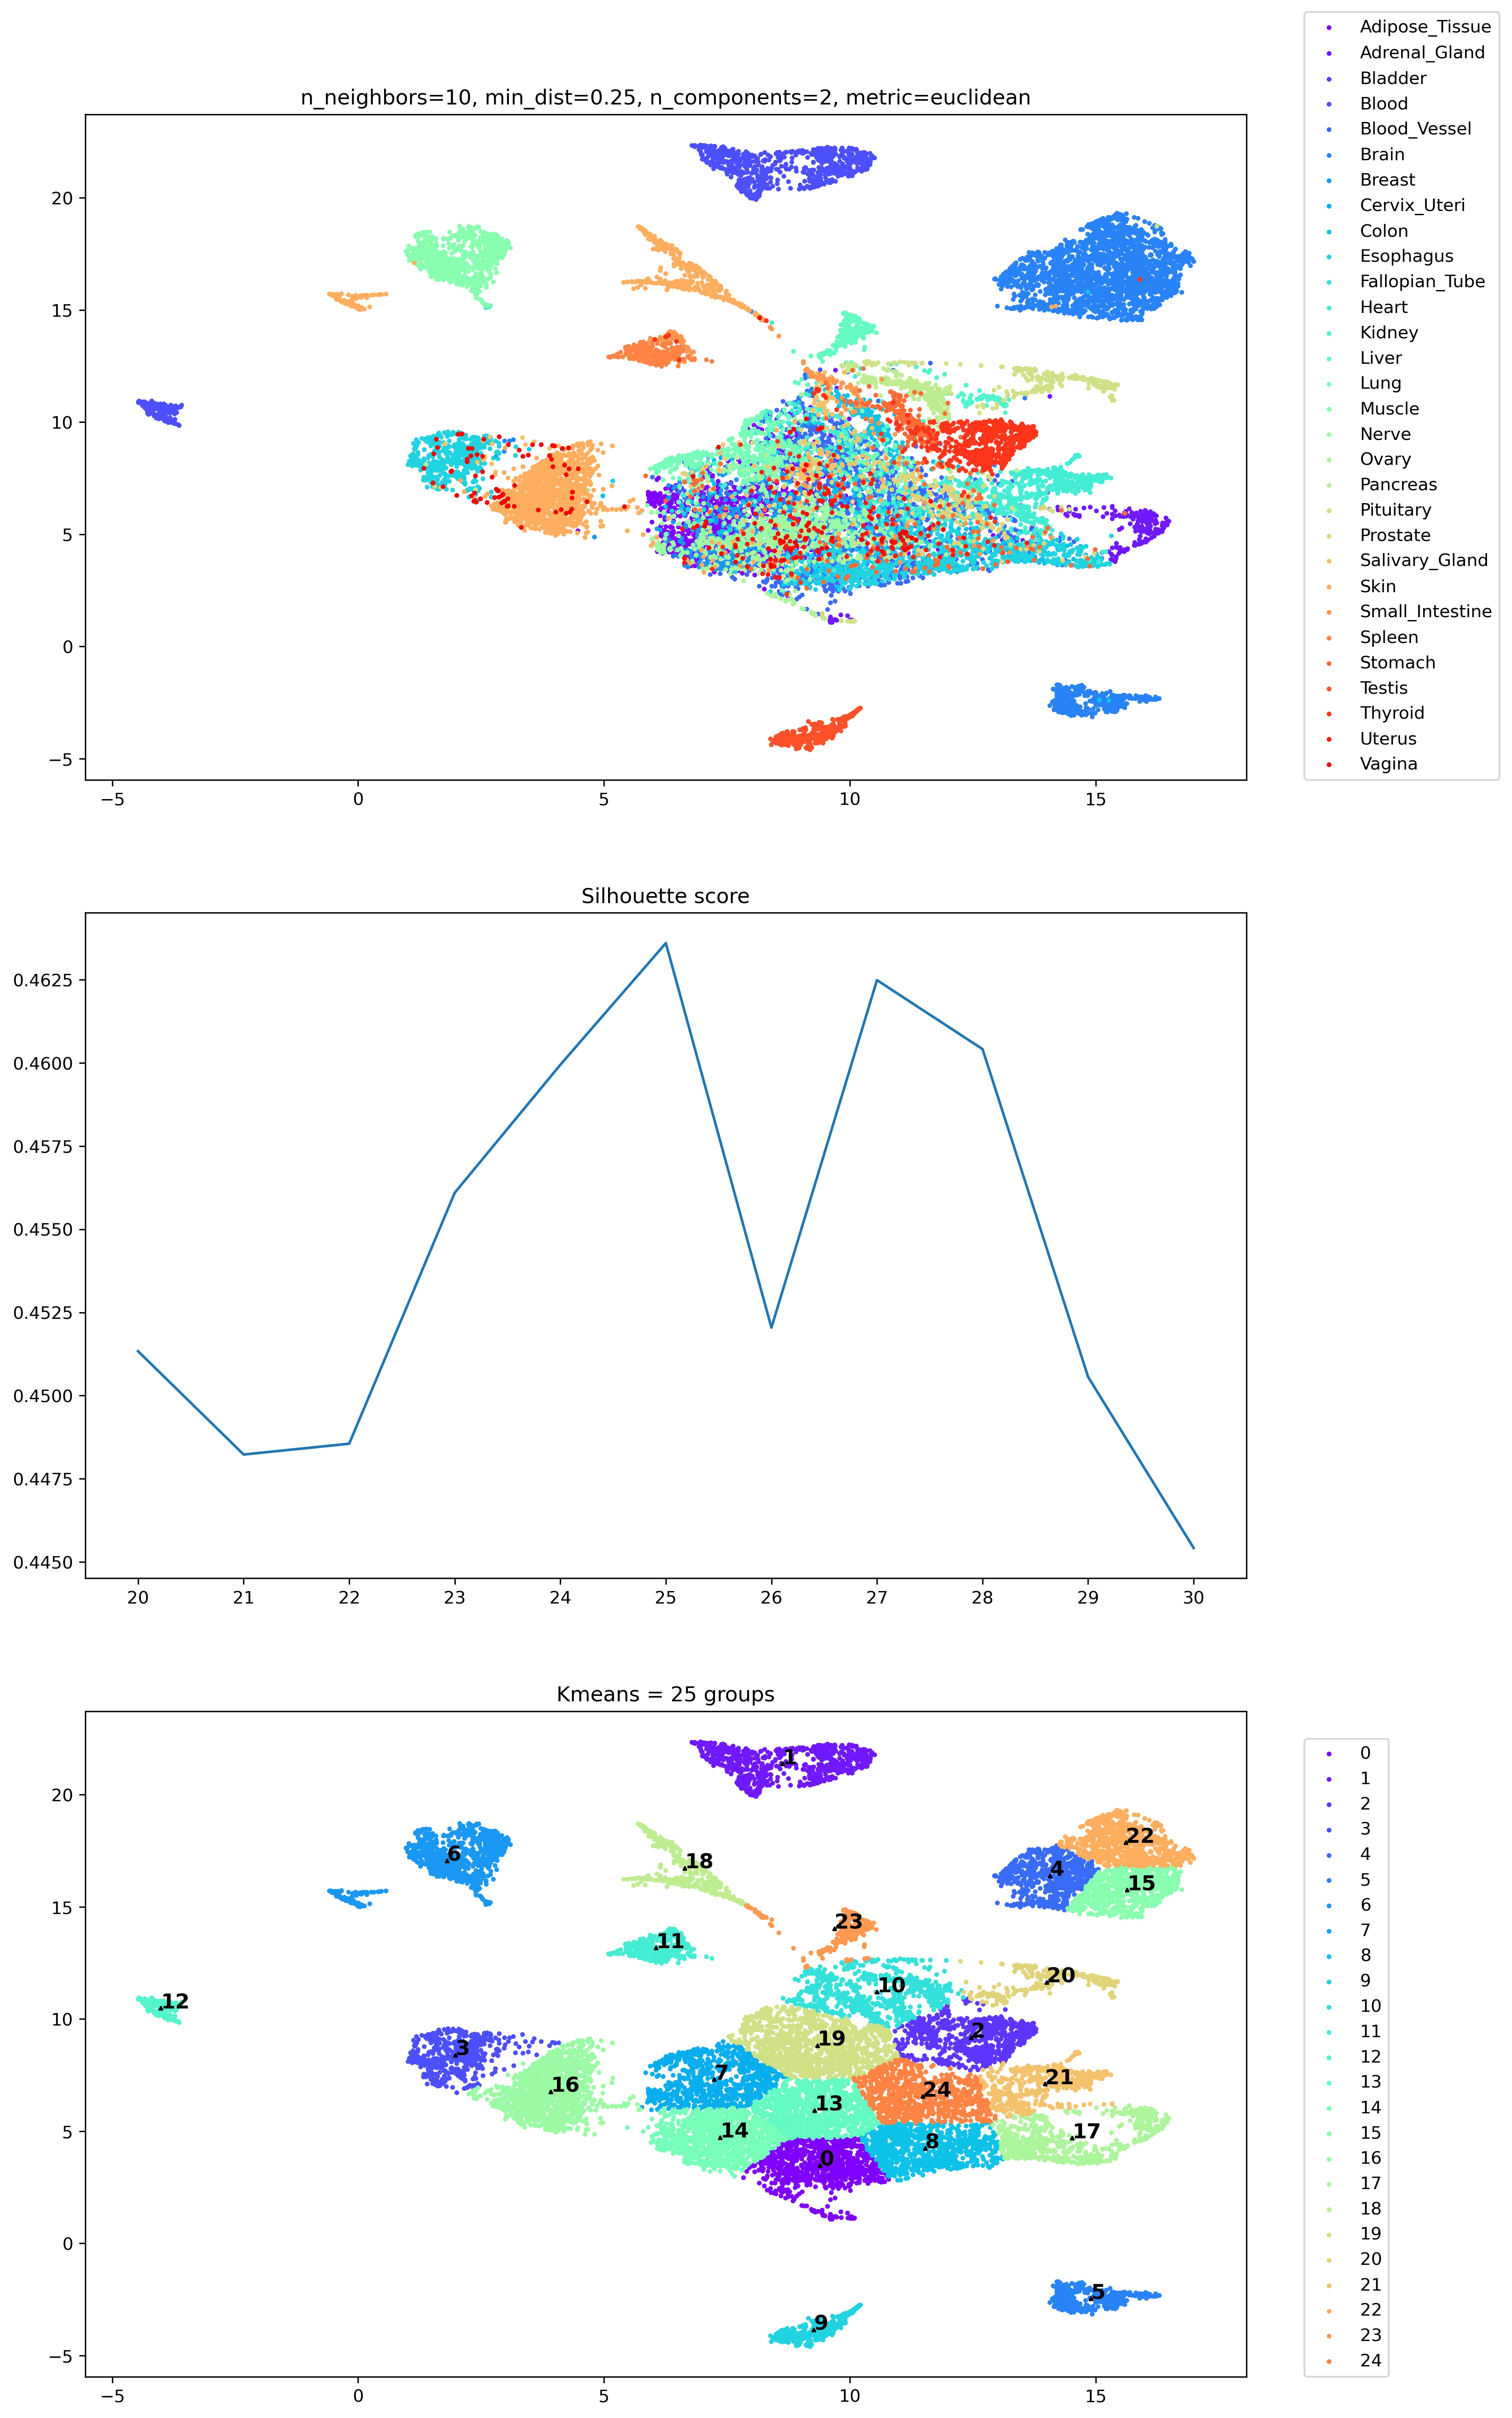 n_neighbors=10, min_dist=0.25, n_components=2, metric=euclidean
20
15
10
5
0
−5
−5 0 5 10 15
Adipose_Tissue
Adrenal_Gland
Bladder
Blood
Blood_Vessel
Brain
Breast
Cervix_Uteri
Colon
Esophagus
Fallopian_Tube
Heart
Kidney
Liver
Lung
Muscle
Nerve
Ovary
Pancreas
Pituitary
Prostate
Salivary_Gland
Skin
Small_Intestine
Spleen
Stomach
Testis
Thyroid
Uterus
Vagina
Silhouette score
0.4625
0.4600
0.4575
0.4550
0.4525
0.4500
0.4475
0.4450
20 21 22 23 24 25 26 27 28 29 30
Kmeans = 25 groups
20
15
10
5
0
−5
−5 0 5 10 15
1
22
6
4
18
15
23
11
20
10
12
2
19
3
7
21
16
24
13
14
17
8
0
5
9
0
1
2
3
4
5
6
7
8
9
10
11
12
13
14
15
16
17
18
19
20
21
22
23
24